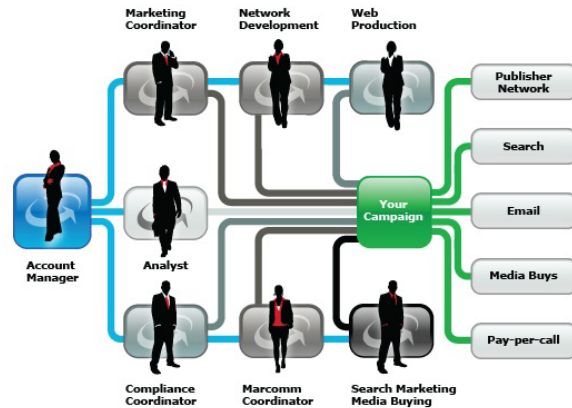 Marketing
Coordinator
Network
Development
Web
Production
Publisher
Network
Search
Your
Campaign
Email
Account
Manager
Analyst
Media Buys
Pay-per-call
Compliance
Coordinator
Marcomm
Coordinator
Search Marketing
Media Buying